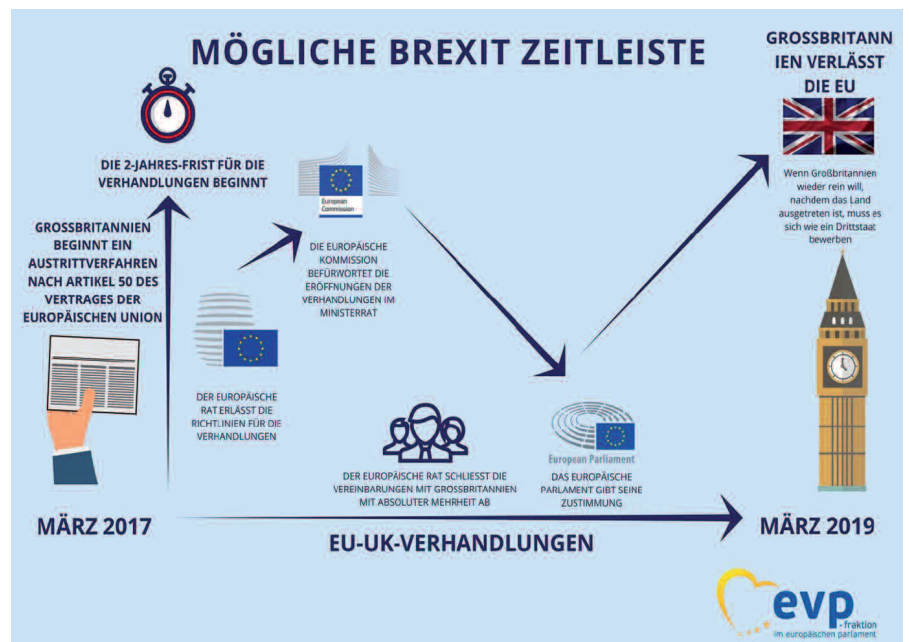 MÖGLICHE BREXIT ZEITLEISTE
GROSSBRITANN
IEN VERLÄSST
DIE EU
Wenn Großbritannien
wieder rein will,
nachdem das Land
ausgetreten ist, muss es
sich wie ein Drittstaat
bewerben
DIE 2-JAHRES-FRIST FÜR DIE
VERHANDLUNGEN BEGINNT
GROSSBRITANNIEN
BEGINNT EIN
AUSTRITTVERFAHREN
NACH ARTIKEL 50 DES
VERTRAGES DER
EUROPÄISCHEN UNION
European
Commission
DIE EUROPÄISCHE
KOMMISSION
BEFÜRWORTET DIE
ERÖFFNUNGEN DER
VERHANDLUNGEN IM
MINISTERRAT
DER EUROPÄISCHE
RAT ERLÄSST DIE
RICHTLINIEN FÜR DIE
VERHANDLUNGEN
DER EUROPÄISCHE RAT SCHLIESST DIE
VEREINBARUNGEN MIT GROSSBRITANNIEN
MIT ABSOLUTER MEHRHEIT AB
European Parliament
DAS EUROPÄISCHE
PARLAMENT GIBT SEINE
ZUSTIMMUNG
MÄRZ 2017
EU-UK-VERHANDLUNGEN
MÄRZ 2019
evp
-fraktion
im europäischen parlament